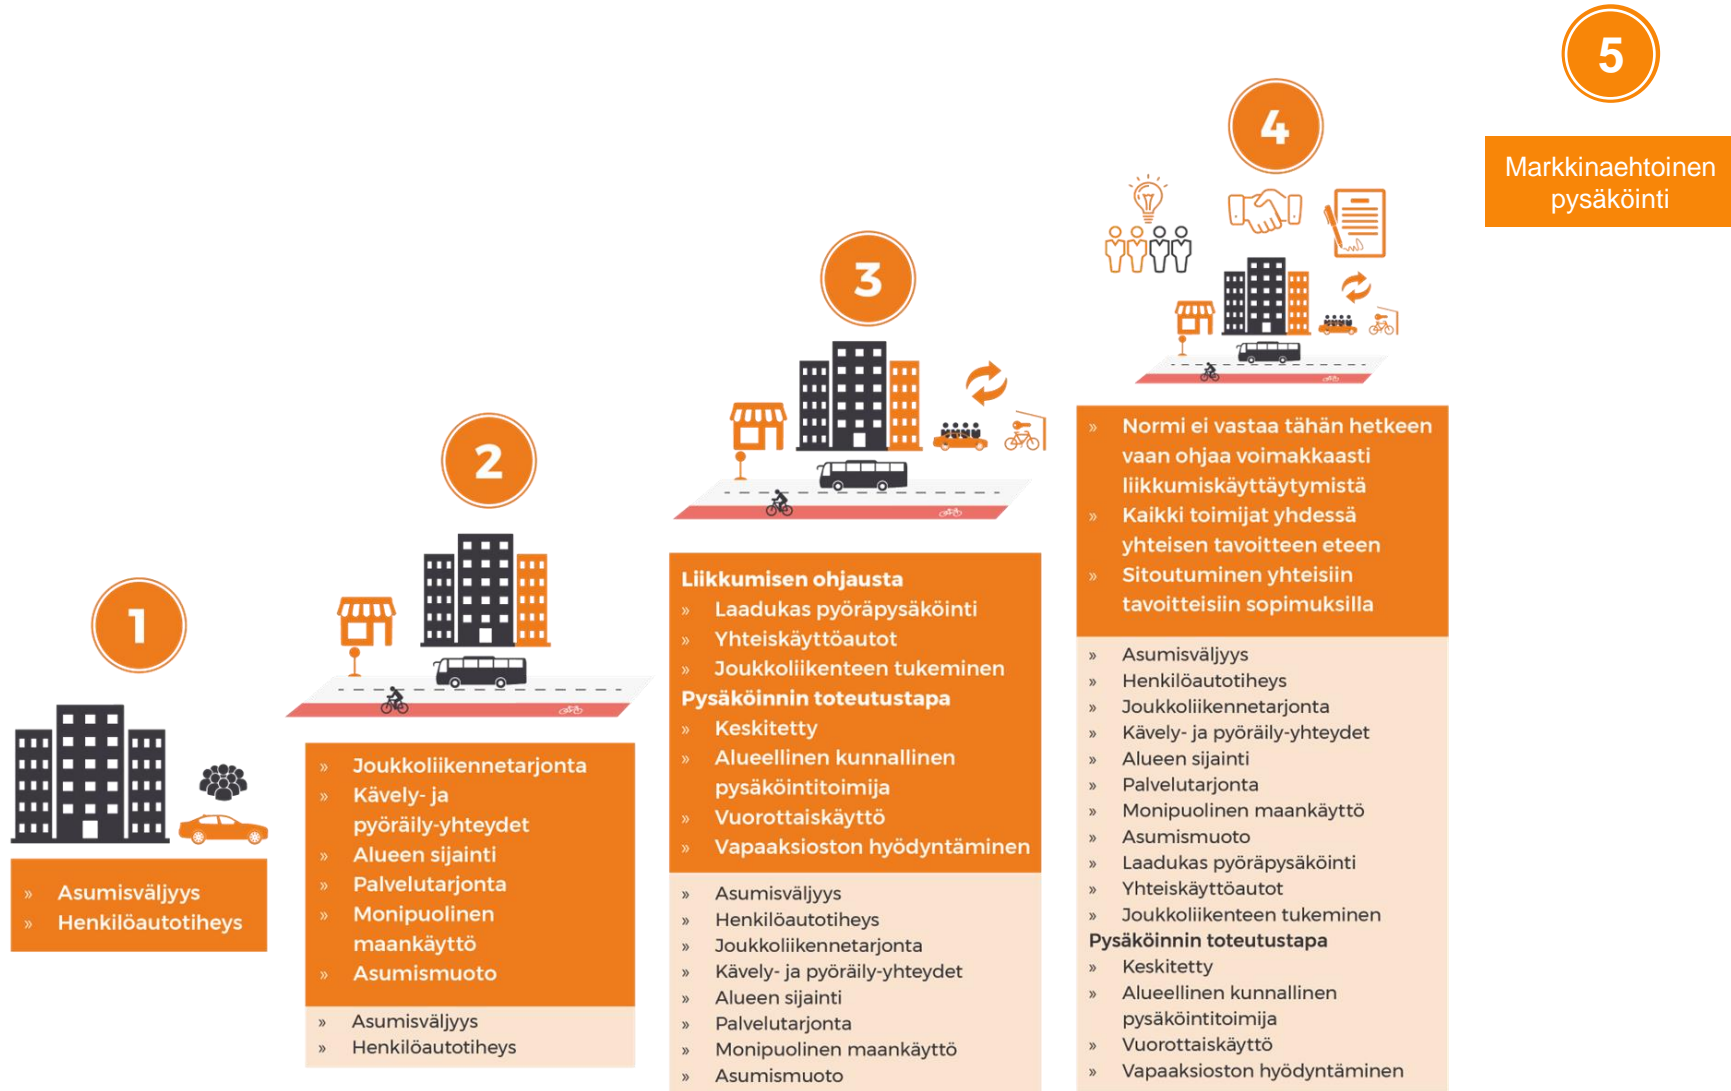 1
» Asumisväljyys
» Henkilöautotiheys
2
» Joukkoliikennetarjonta
» Kävely- ja
pyöräily-yhteydet
» Alueen sijainti
» Palvelutarjonta
» Monipuolinen
maankäyttö
» Asumismuoto
» Asumisväljyys
» Henkilöautotiheys
3
Liikkumisen ohjausta
» Laadukas pyöräpysäköinti
» Yhteiskäyttöautot
» Joukkoliikenteen tukeminen
Pysäköinnin toteutustapa
» Keskitetty
» Alueellinen kunnallinen
pysäköintitoimija
» Vuorottaiskäyttö
» Vapaaksioston hyödyntäminen
» Asumisväljyys
» Henkilöautotiheys
» Joukkoliikennetarjonta
» Kävely- ja pyöräily-yhteydet
» Alueen sijainti
» Palvelutarjonta
» Monipuolinen maankäyttö
» Asumismuoto
4
» Normi ei vastaa tähän hetkeen
vaan ohjaa voimakkaasti
liikkumiskäyttäytymistä
» Kaikki toimijat yhdessä
yhteisen tavoitteen eteen
» Sitoutuminen yhteisiin
tavoitteisiin sopimuksilla
» Asumisväljyys
» Henkilöautotiheys
» Joukkoliikennetarjonta
» Kävely- ja pyöräily-yhteydet
» Alueen sijainti
» Palvelutarjonta
» Monipuolinen maankäyttö
» Asumismuoto
» Laadukas pyöräpysäköinti
» Yhteiskäyttöautot
» Joukkoliikenteen tukeminen
Pysäköinnin toteutustapa
» Keskitetty
» Alueellinen kunnallinen
pysäköintitoimija
» Vuorottaiskäyttö
» Vapaaksioston hyödyntäminen
5
Markkinaehtoinen
pysäköinti